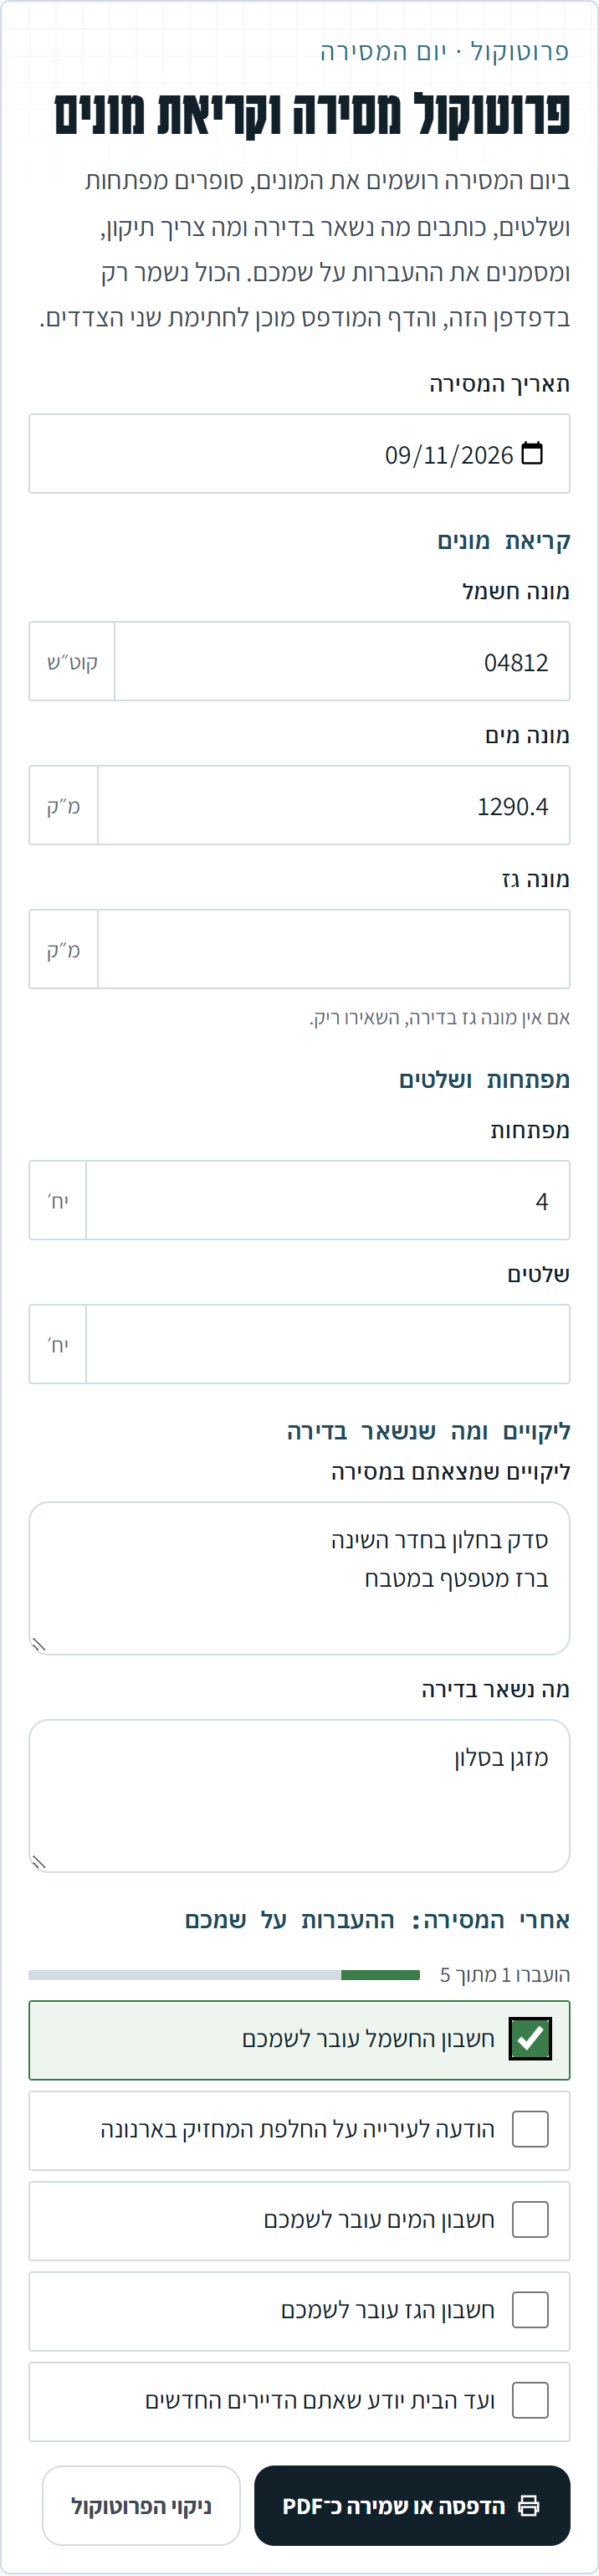 פרוטוקול · יום המסירה
פרוטוקול מסירה וקריאת מונים
ביום המסירה רושמים את המונים, סופרים מפתחות
ושלטים, כותבים מה נשאר בדירה ומה צריך תיקון,
ומסמנים את ההעברות על שמכם. הכול נשמר רק
בדפדפן הזה, והדף המודפס מוכן לחתימת שני הצדדים.
תאריך המסירה
09/11/2026
קריאת מונים
מונה חשמל
04812 קוט״ש
מונה מים
1290.4 מ״ק
מונה גז
מ״ק
אם אין מונה גז בדירה, השאירו ריק.
מפתחות ושלטים
מפתחות
4 יח׳
שלטים
יח׳
ליקויים ומה שנשאר בדירה
ליקויים שמצאתם במסירה
סדק בחלון בחדר השינה
ברז מטפטף במטבח
מה נשאר בדירה
מזגן בסלון
אחרי המסירה: ההעברות על שמכם
הועברו 1 מתוך 5
חשבון החשמל עובר לשמכם
הודעה לעירייה על החלפת המחזיק בארנונה
חשבון המים עובר לשמכם
חשבון הגז עובר לשמכם
ועד הבית יודע שאתם הדיירים החדשים
הדפסה או שמירה כ־PDF
ניקוי הפרוטוקול